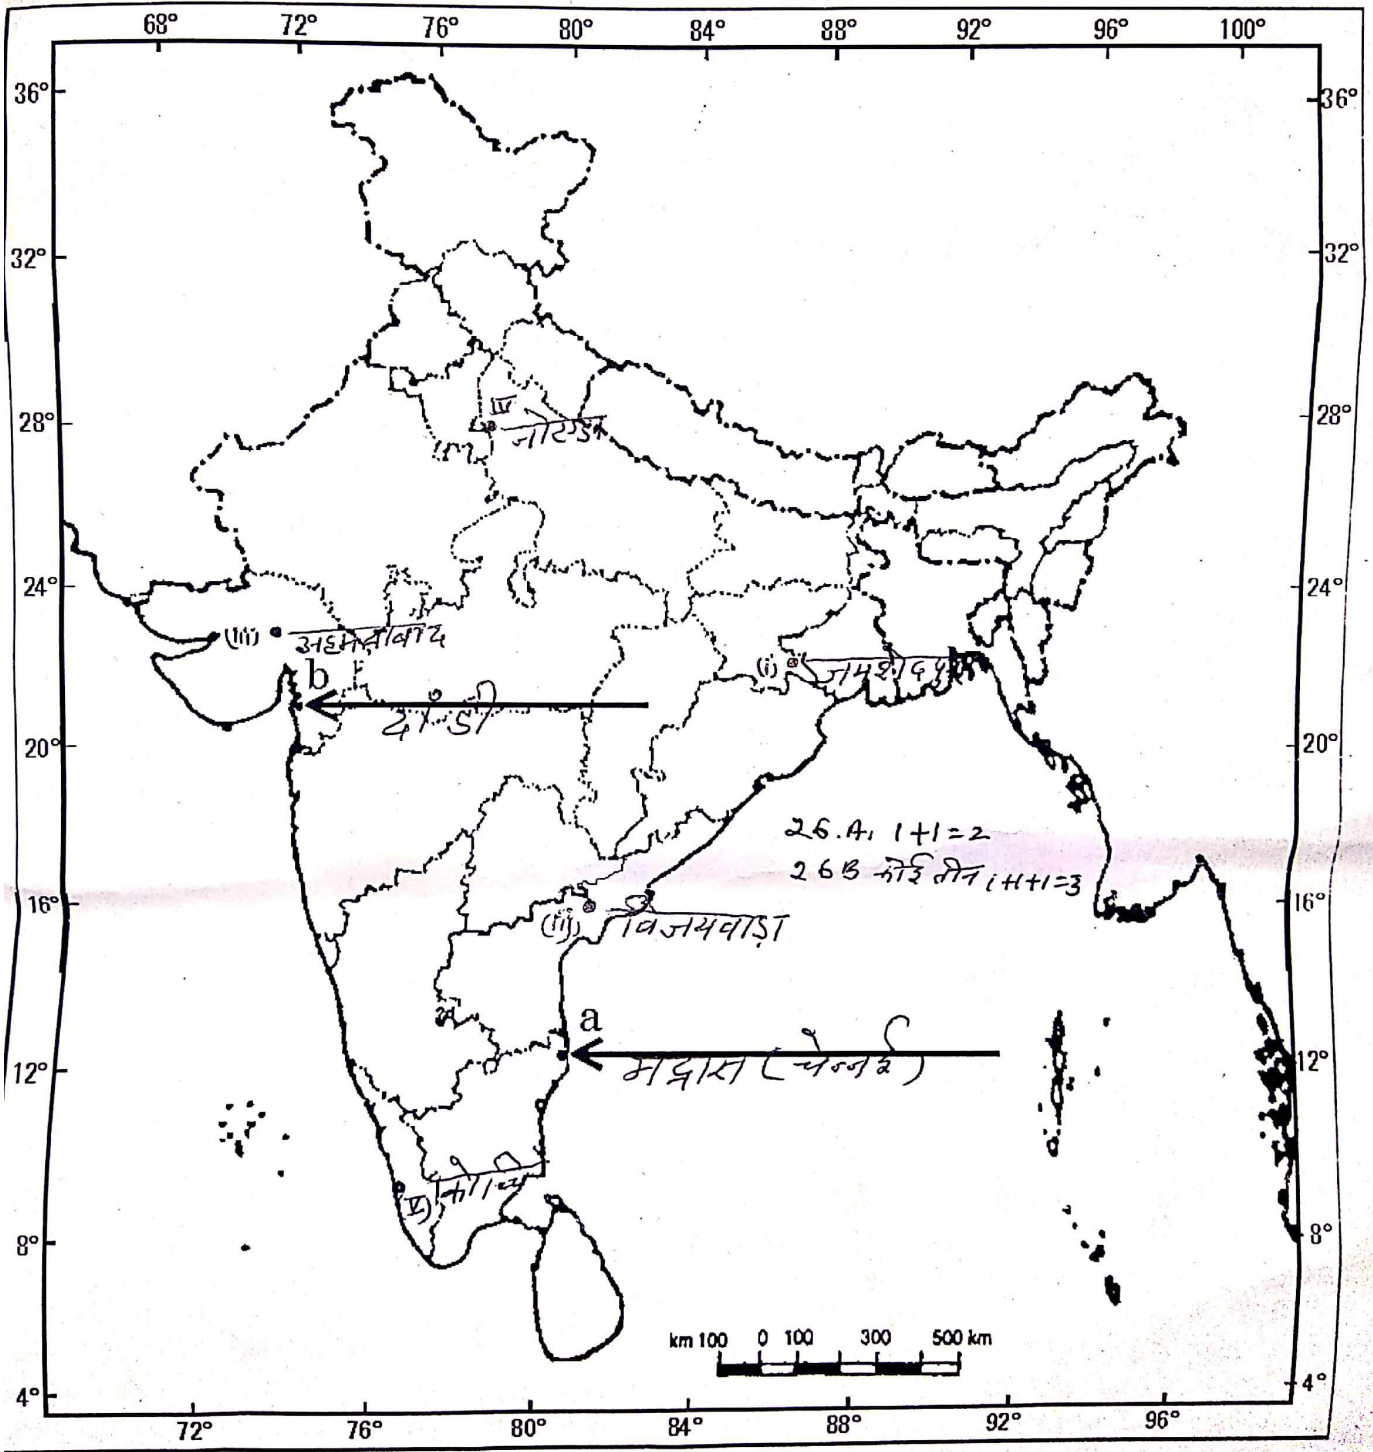 68° 72° 76° 80° 84° 88° 92° 96° 100°
36° 36°
32° 32°
28° 28°
IV नोएडा
24° 24°
(iii) अहमदाबाद
(i) जमशेदपुर
b
दांडी
20° 20°
26.A. 1+1=2
26B कोई तीन 1+1+1=3
16° 16°
(ii) विजयवाड़ा
a
मद्रास (चेन्नई)
12° 12°
V) कोचीन
8° 8°
km 100 0 100 300 500 km
4° 4°
72° 76° 80° 84° 88° 92° 96°